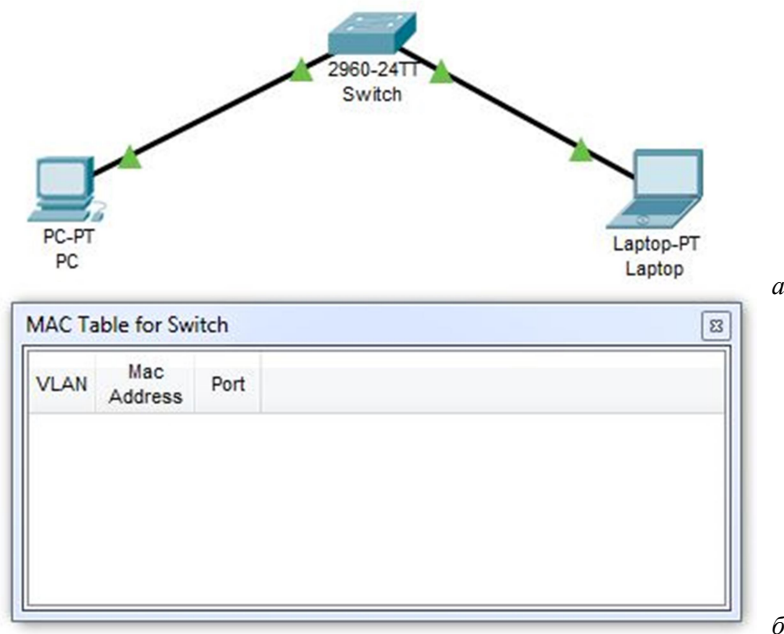 2960-24TT
Switch
PC-PT
PC
Laptop-PT
Laptop
а
MAC Table for Switch
VLAN
Mac
Address
Port
б